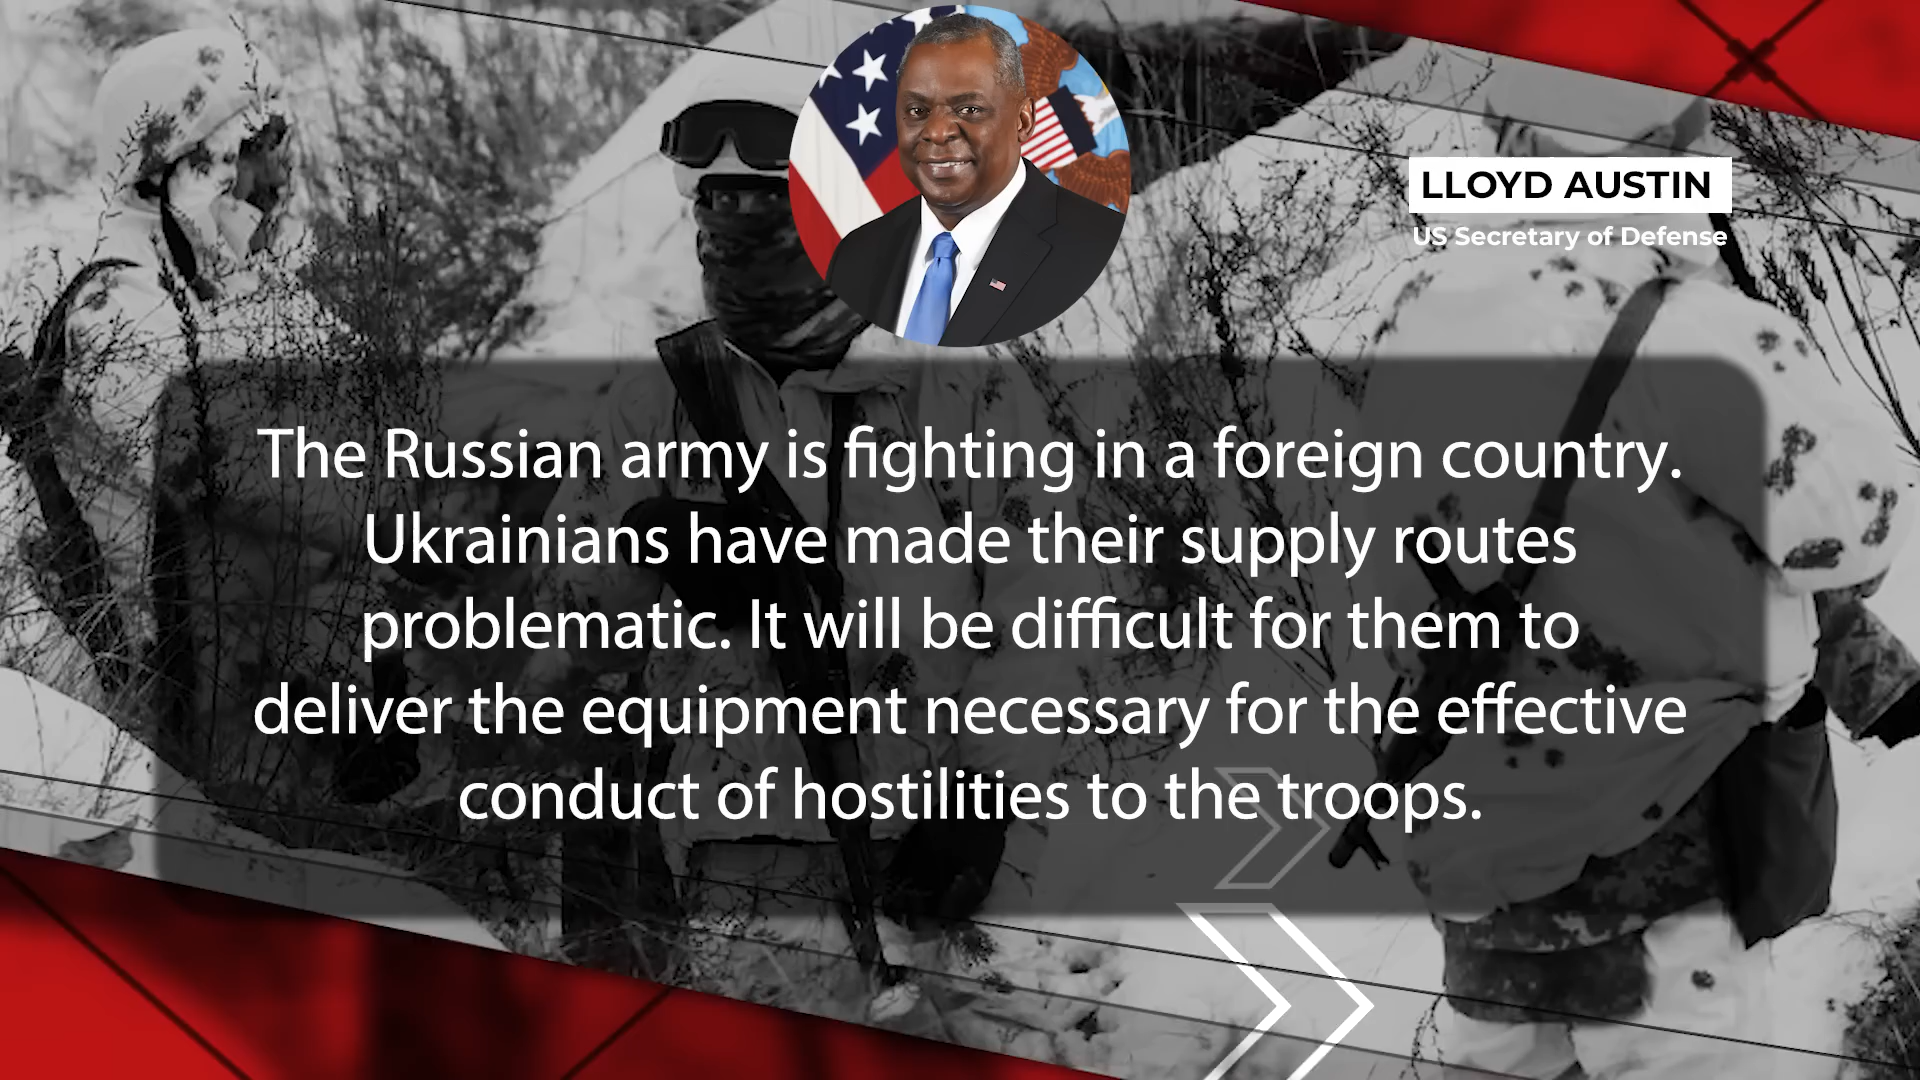 LLOYD AUSTIN
US Secretary of Defense
The Russian army is fighting in a foreign country.
Ukrainians have made their supply routes
problematic. It will be difficult for them to
deliver the equipment necessary for the effective
conduct of hostilities to the troops.